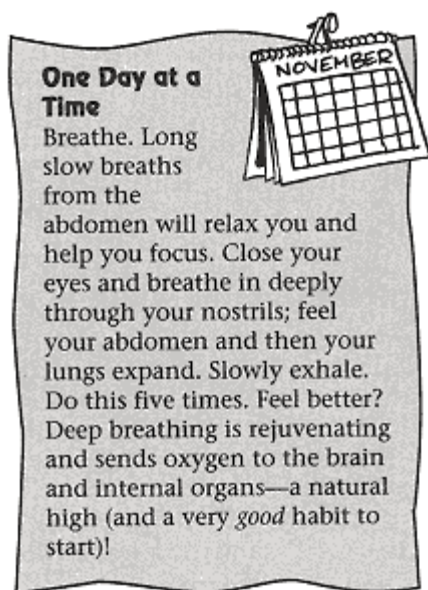 NOVEMBER
One Day at a
Time
Breathe. Long
slow breaths
from the
abdomen will relax you and
help you focus. Close your
eyes and breathe in deeply
through your nostrils; feel
your abdomen and then your
lungs expand. Slowly exhale.
Do this five times. Feel better?
Deep breathing is rejuvenating
and sends oxygen to the brain
and internal organs—a natural
high (and a very good habit to
start)!